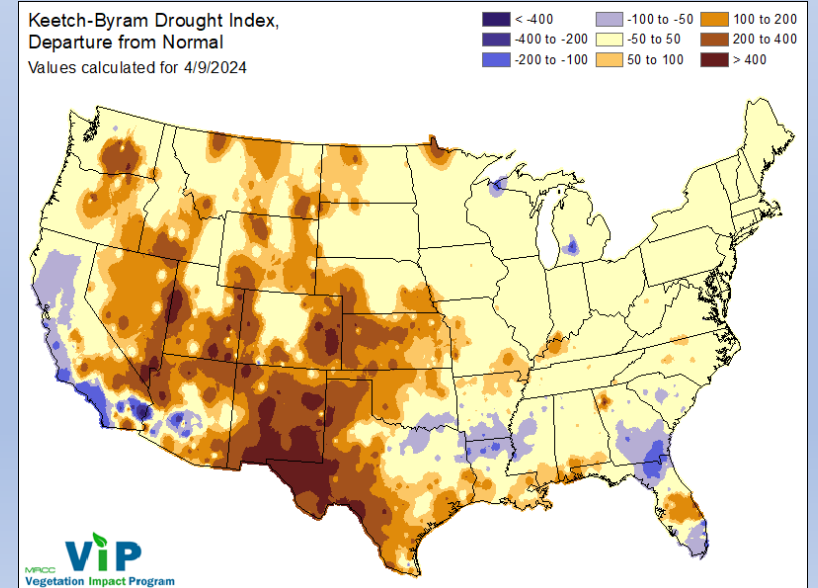 Keetch-Byram Drought Index,
Departure from Normal
Values calculated for 4/9/2024
< -400
-400 to -200
-200 to -100
-100 to -50
-50 to 50
50 to 100
100 to 200
200 to 400
> 400
MRCC
ViP
Vegetation Impact Program